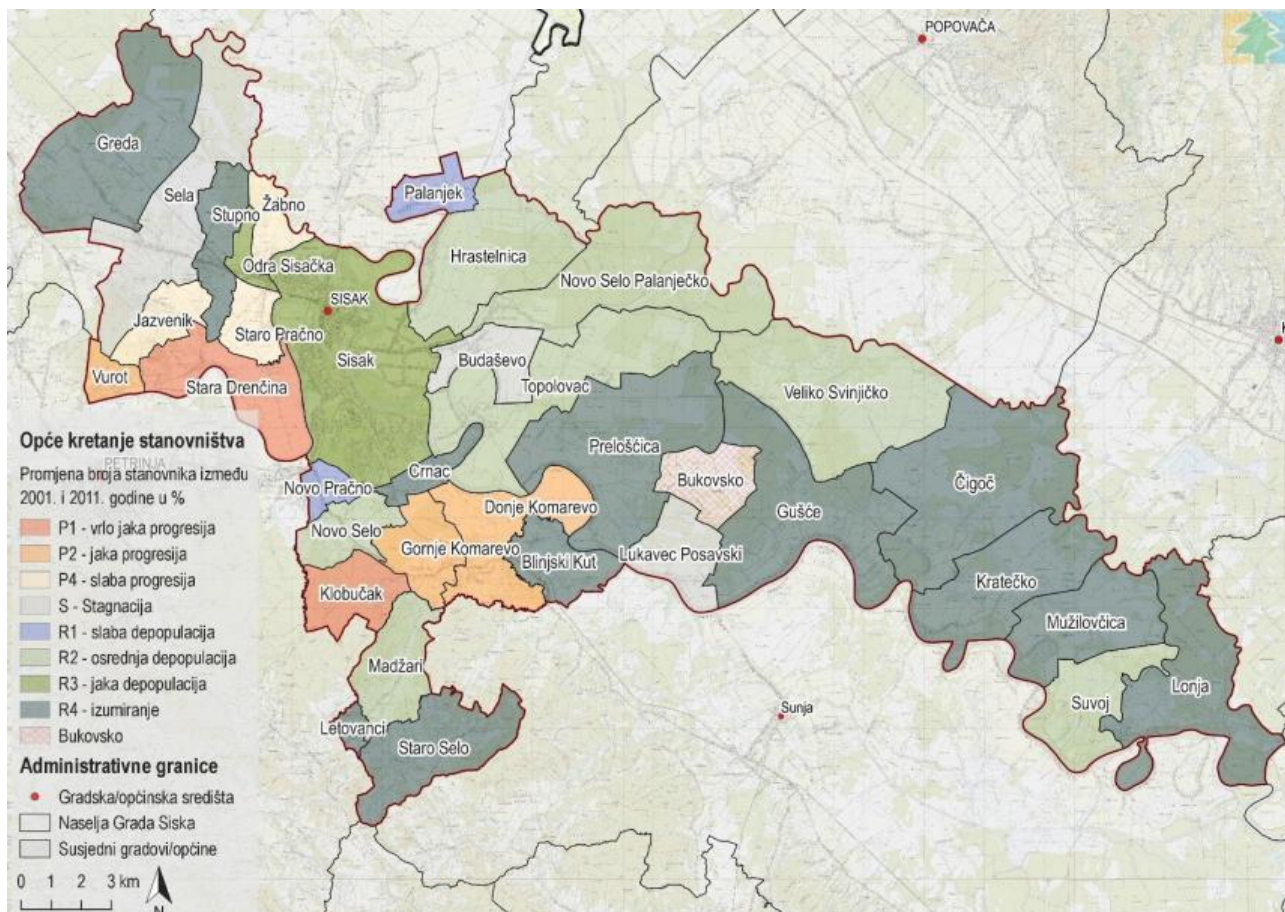 POPOVAČA
Greda
Sela
Stupno
Žabno
Palanjek
Odra Sisačka
Hrastelnica
Novo Selo Palanječko
SISAK
Jazvenik
Staro Pračno
Sisak
Budaševo
Vurot
Stara Drenčina
Topolovac
Veliko Svinjičko
Prelošćica
Crnac
Bukovsko
Čigoč
Novo Pračno
Donje Komarevo
Gušće
Novo Selo
Gornje Komarevo
Blinjski Kut
Lukavec Posavski
Klobučak
Kratečko
Mužilovčica
Madžari
Suvoj
Lonja
Letovanci
Staro Selo
Sunja
PETRINJA
Opće kretanje stanovništva
Promjena broja stanovnika između
2001. i 2011. godine u %
P1 - vrlo jaka progresija
P2 - jaka progresija
P4 - slaba progresija
S - Stagnacija
R1 - slaba depopulacija
R2 - osrednja depopulacija
R3 - jaka depopulacija
R4 - izumiranje
Bukovsko
Administrativne granice
Gradska/općinska središta
Naselja Grada Siska
Susjedni gradovi/općine
0 1 2 3 km
N